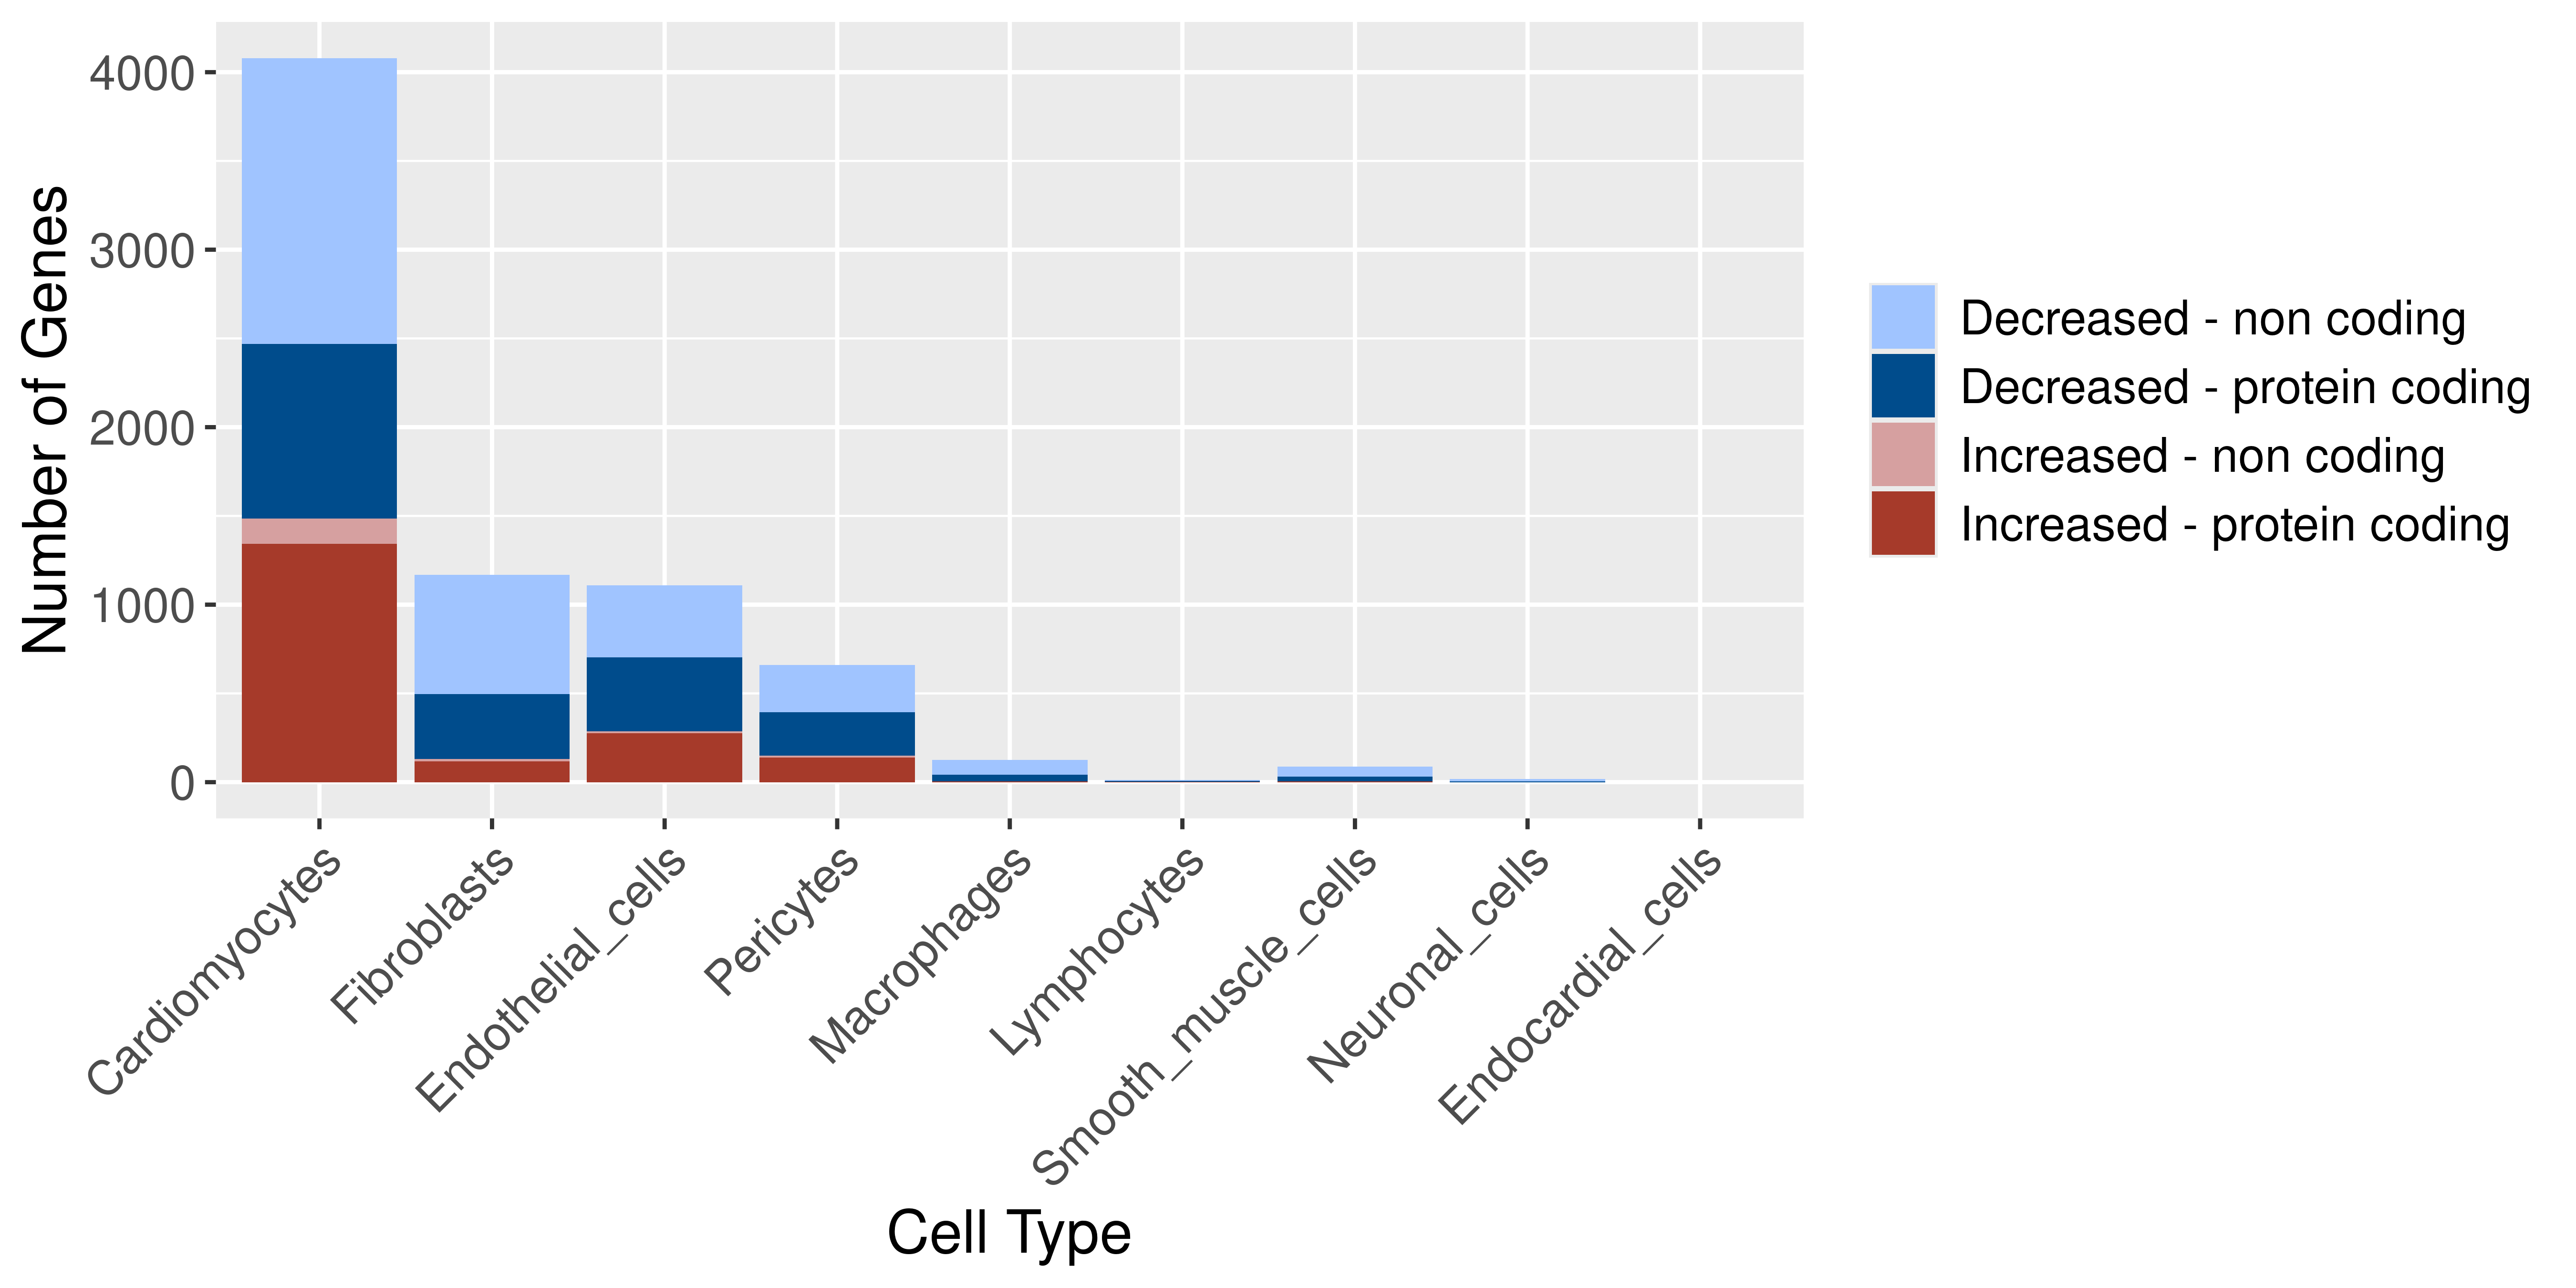 Number of Genes
4000
3000
2000
1000
0
Cardiomyocytes
Fibroblasts
Endothelial_cells
Pericytes
Macrophages
Lymphocytes
Smooth_muscle_cells
Neuronal_cells
Endocardial_cells
Cell Type
Decreased - non coding
Decreased - protein coding
Increased - non coding
Increased - protein coding